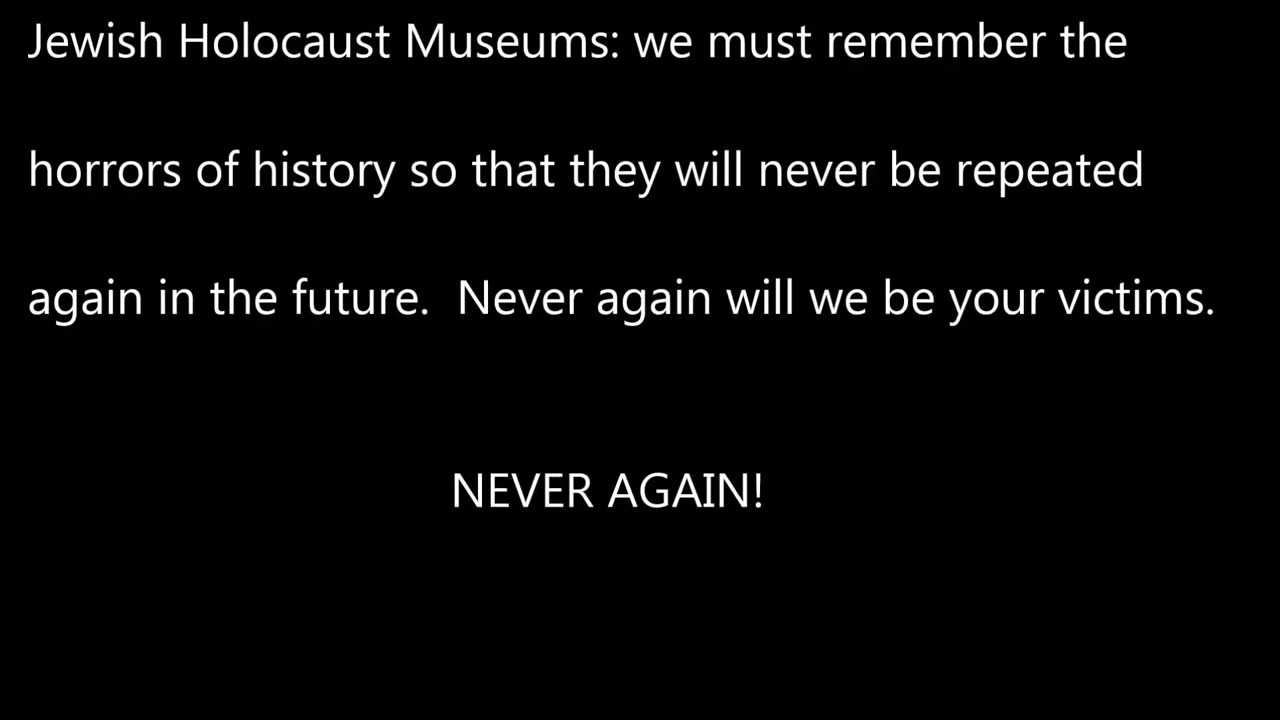 Jewish Holocaust Museums: we must remember the
horrors of history so that they will never be repeated
again in the future.  Never again will we be your victims.
NEVER AGAIN!